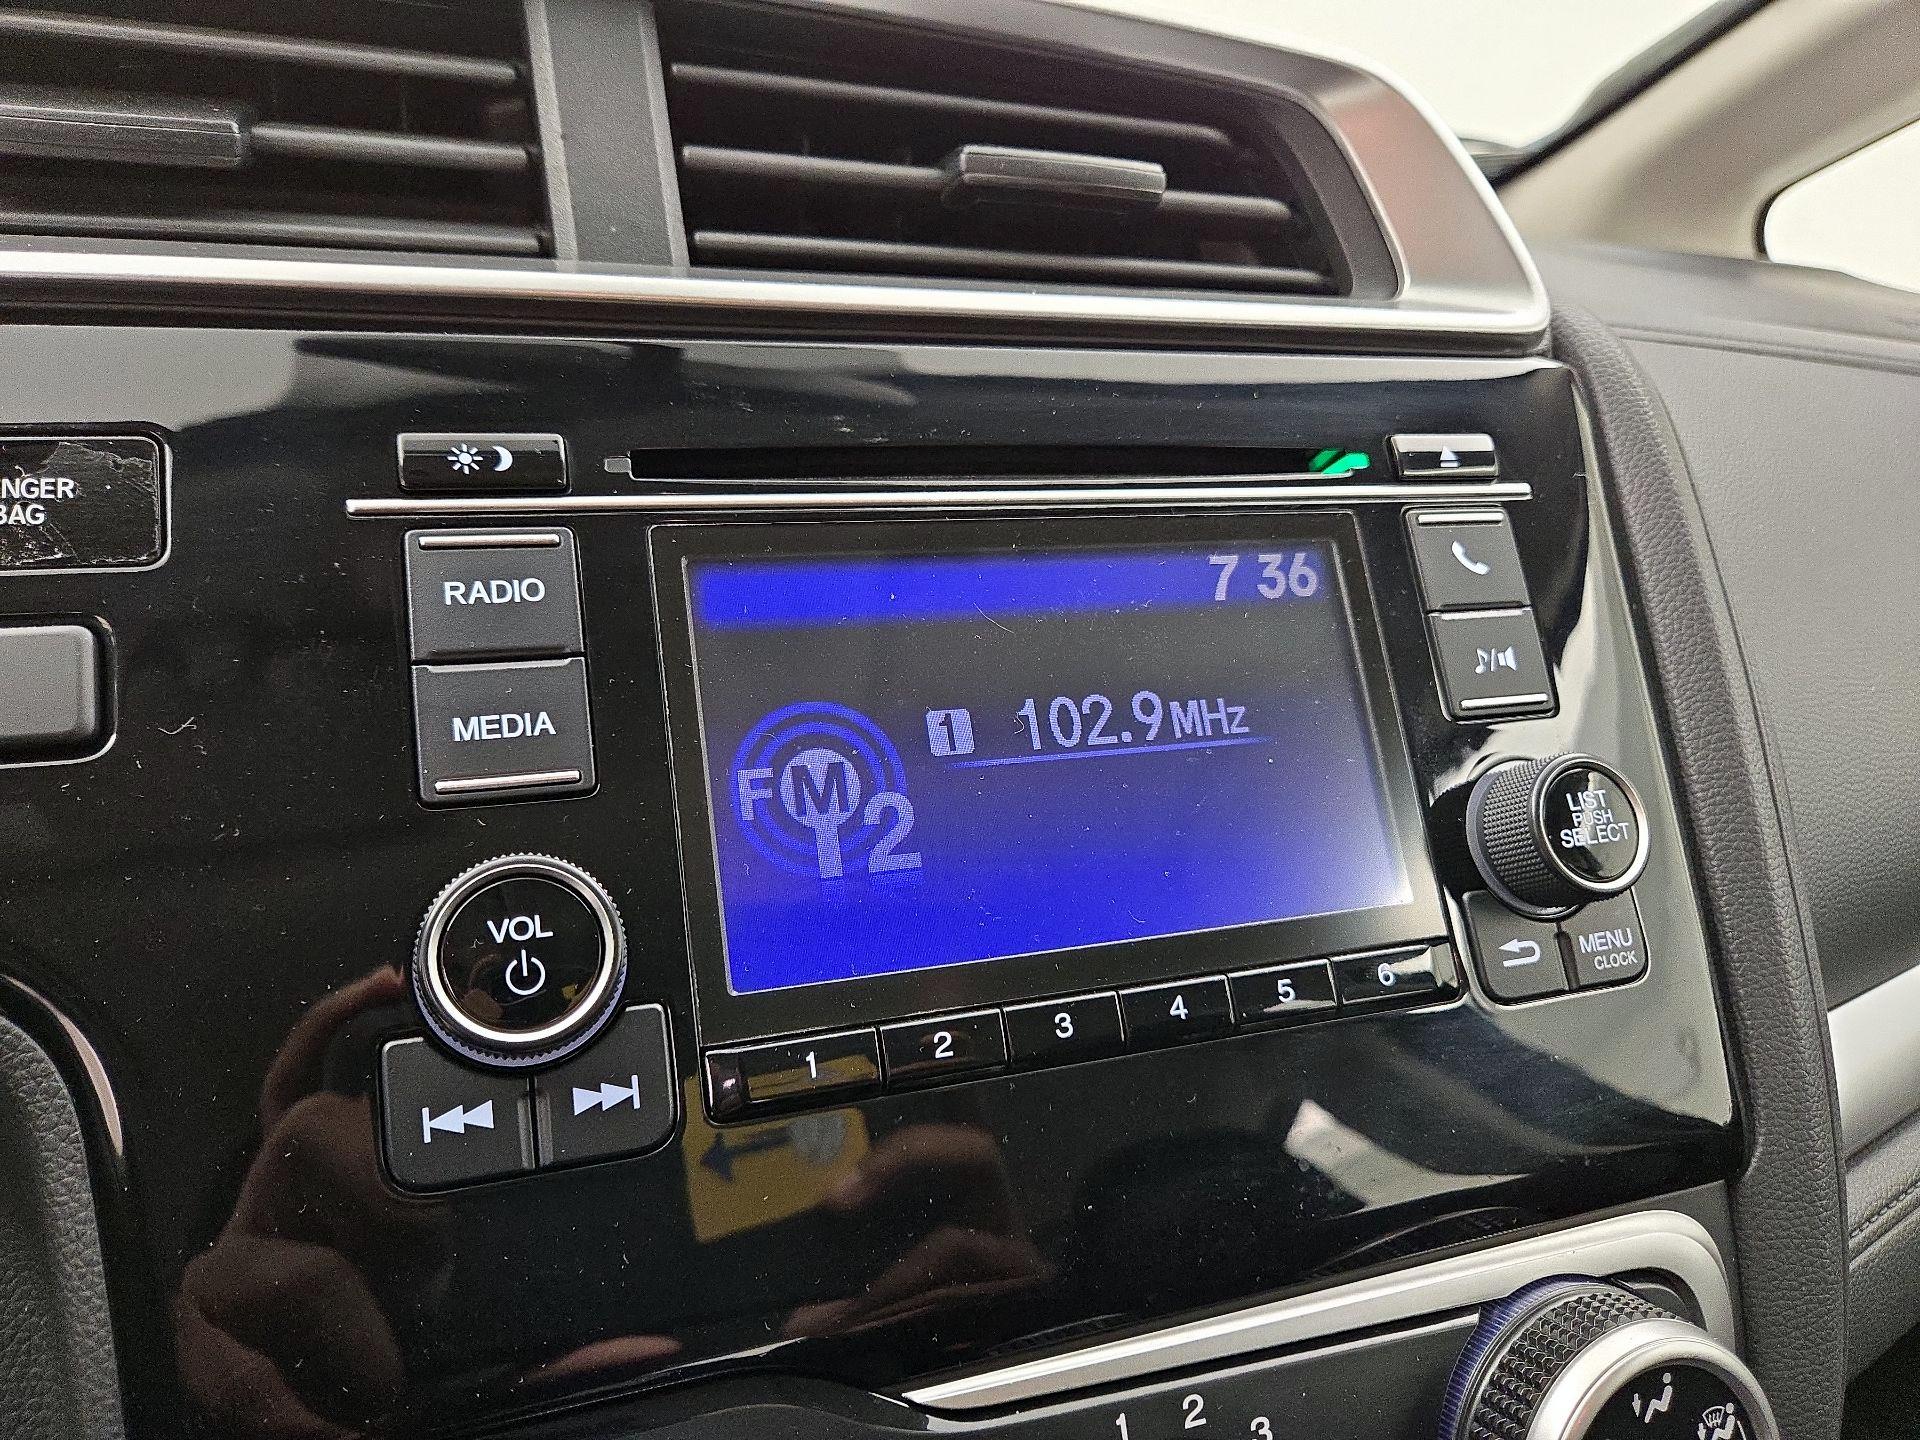 NGER
BAG
RADIO
MEDIA
VOL
7 36
1 102.9MHz
FM2
LIST
PUSH
SELECT
MENU
CLOCK
1 2 3 4 5 6
1 2 3